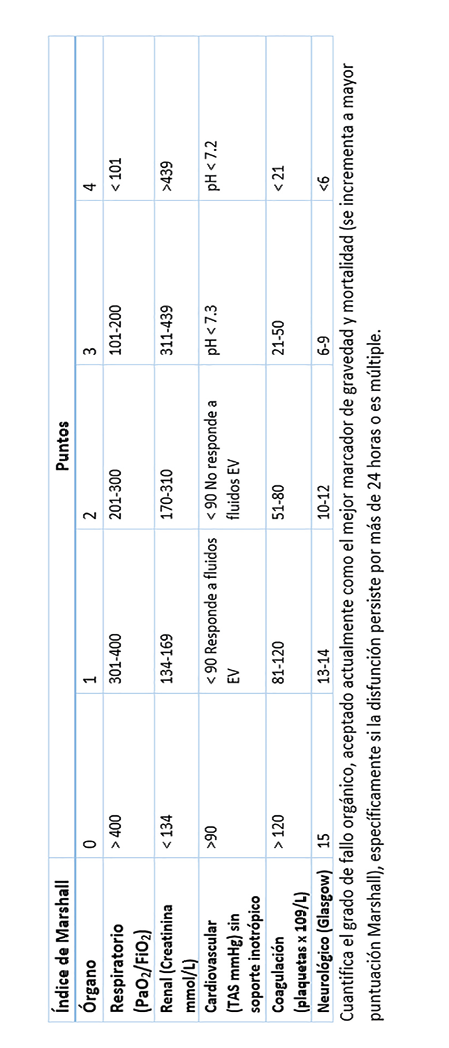 Índice de Marshall Puntos
Órgano 0 1 2 3 4
Respiratorio > 400 301-400 201-300 101-200 < 101
(PaO₂/FiO₂)
Renal (Creatinina < 134 134-169 170-310 311-439 >439
mmol/L)
Cardiovascular >90 < 90 Responde a fluidos < 90 No responde a pH < 7.3 pH < 7.2
(TAS mmHg) sin EV fluidos EV
soporte inotrópico
Coagulación > 120 81-120 51-80 21-50 < 21
(plaquetas x 109/L)
Neurológico (Glasgow) 15 13-14 10-12 6-9 <6
Cuantifica el grado de fallo orgánico, aceptado actualmente como el mejor marcador de gravedad y mortalidad (se incrementa a mayor
puntuación Marshall), específicamente si la disfunción persiste por más de 24 horas o es múltiple.